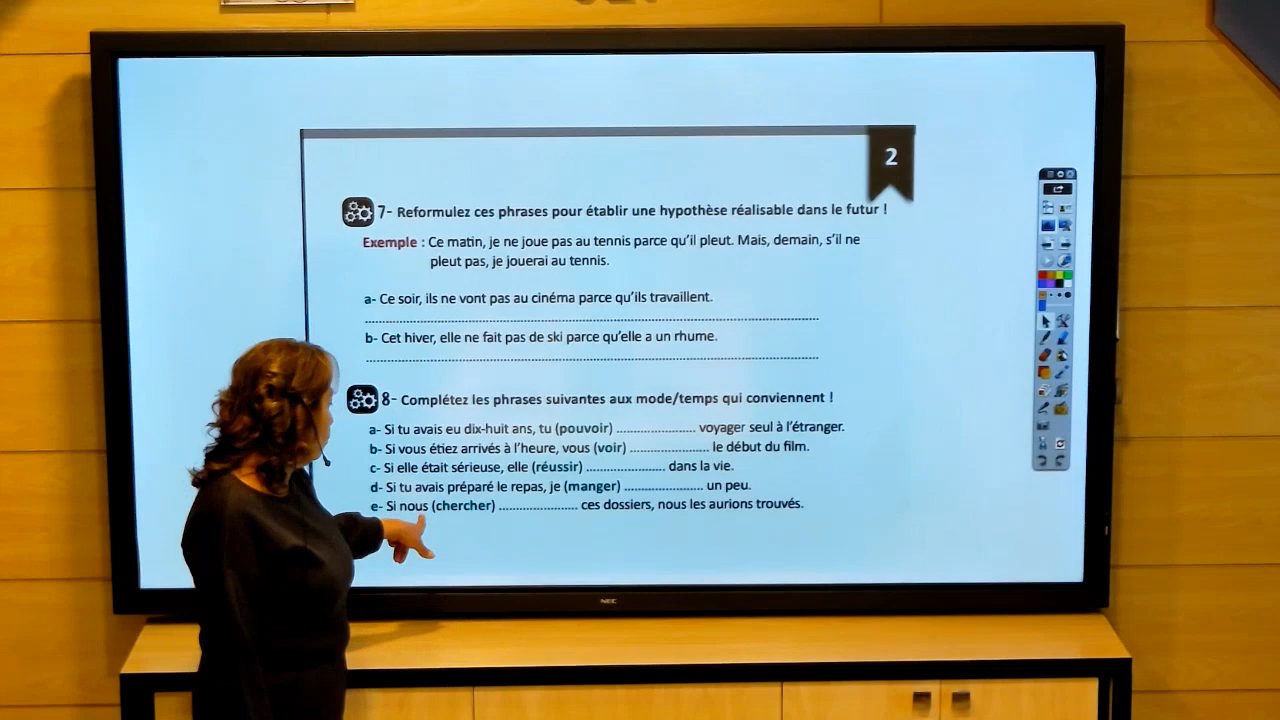 2
7- Reformulez ces phrases pour établir une hypothèse réalisable dans le futur !
Exemple : Ce matin, je ne joue pas au tennis parce qu'il pleut. Mais, demain, s'il ne
pleut pas, je jouerai au tennis.
a- Ce soir, ils ne vont pas au cinéma parce qu'ils travaillent.
b- Cet hiver, elle ne fait pas de ski parce qu'elle a un rhume.
8- Complétez les phrases suivantes aux mode/temps qui conviennent !
a- Si tu avais eu dix-huit ans, tu (pouvoir) ........................ voyager seul à l'étranger.
b- Si vous étiez arrivés à l'heure, vous (voir) ........................ le début du film.
c- Si elle était sérieuse, elle (réussir) ........................ dans la vie.
d- Si tu avais préparé le repas, je (manger) ........................ un peu.
e- Si nous (chercher) ........................ ces dossiers, nous les aurions trouvés.
NEC